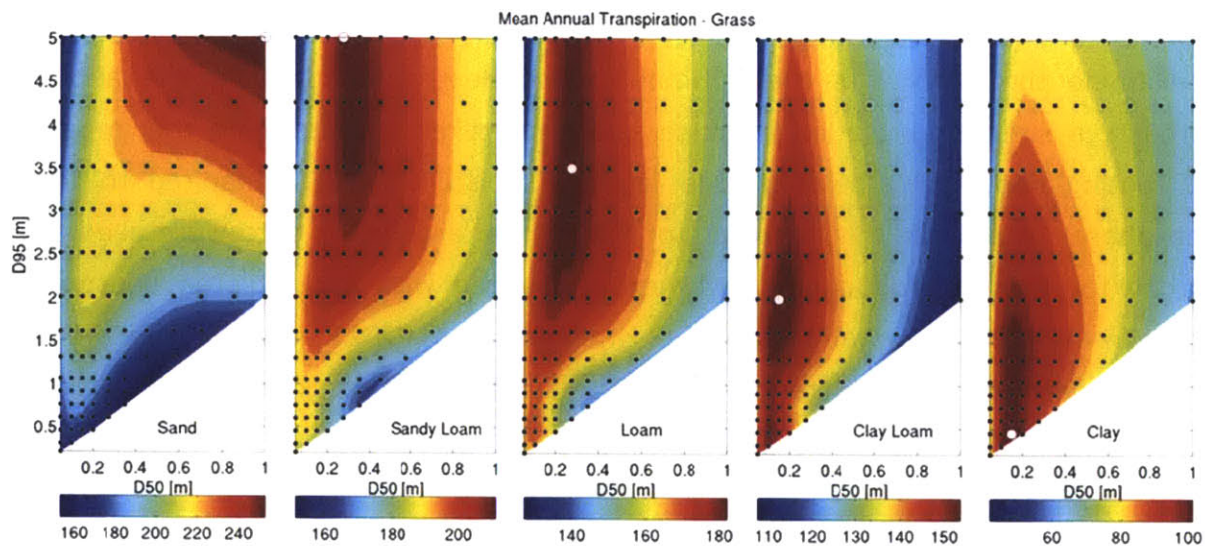 Mean Annual Transpiration - Grass
D95 [m]
5
4.5
4
3.5
3
2.5
2
1.5
1
0.5
Sand
Sandy Loam
Loam
Clay Loam
Clay
0.2 0.4 0.6 0.8 1
0.2 0.4 0.6 0.8 1
0.2 0.4 0.6 0.8 1
0.2 0.4 0.6 0.8 1
0.2 0.4 0.6 0.8 1
D50 [m]
D50 [m]
D50 [m]
D50 [m]
D50 [m]
160 180 200 220 240
160 180 200
140 160 180
110 120 130 140 150
60 80 100